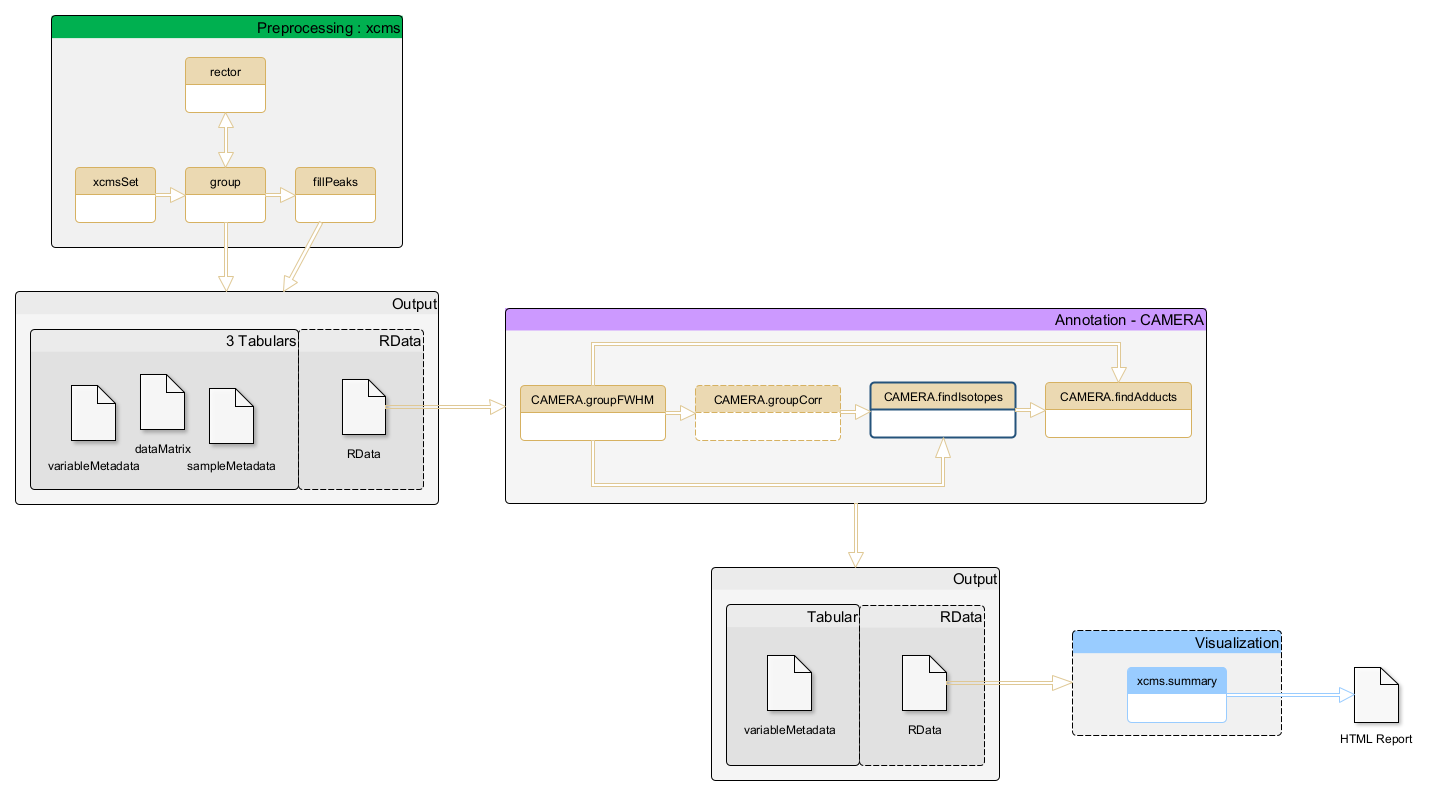 Preprocessing : xcms
rector
xcmsSet
group
fillPeaks
Output
3 Tabulars
RData
variableMetadata
dataMatrix
sampleMetadata
RData
Annotation - CAMERA
CAMERA.groupFWHM
CAMERA.groupCorr
CAMERA.findIsotopes
CAMERA.findAdducts
Output
Tabular
RData
variableMetadata
RData
Visualization
xcms.summary
HTML Report